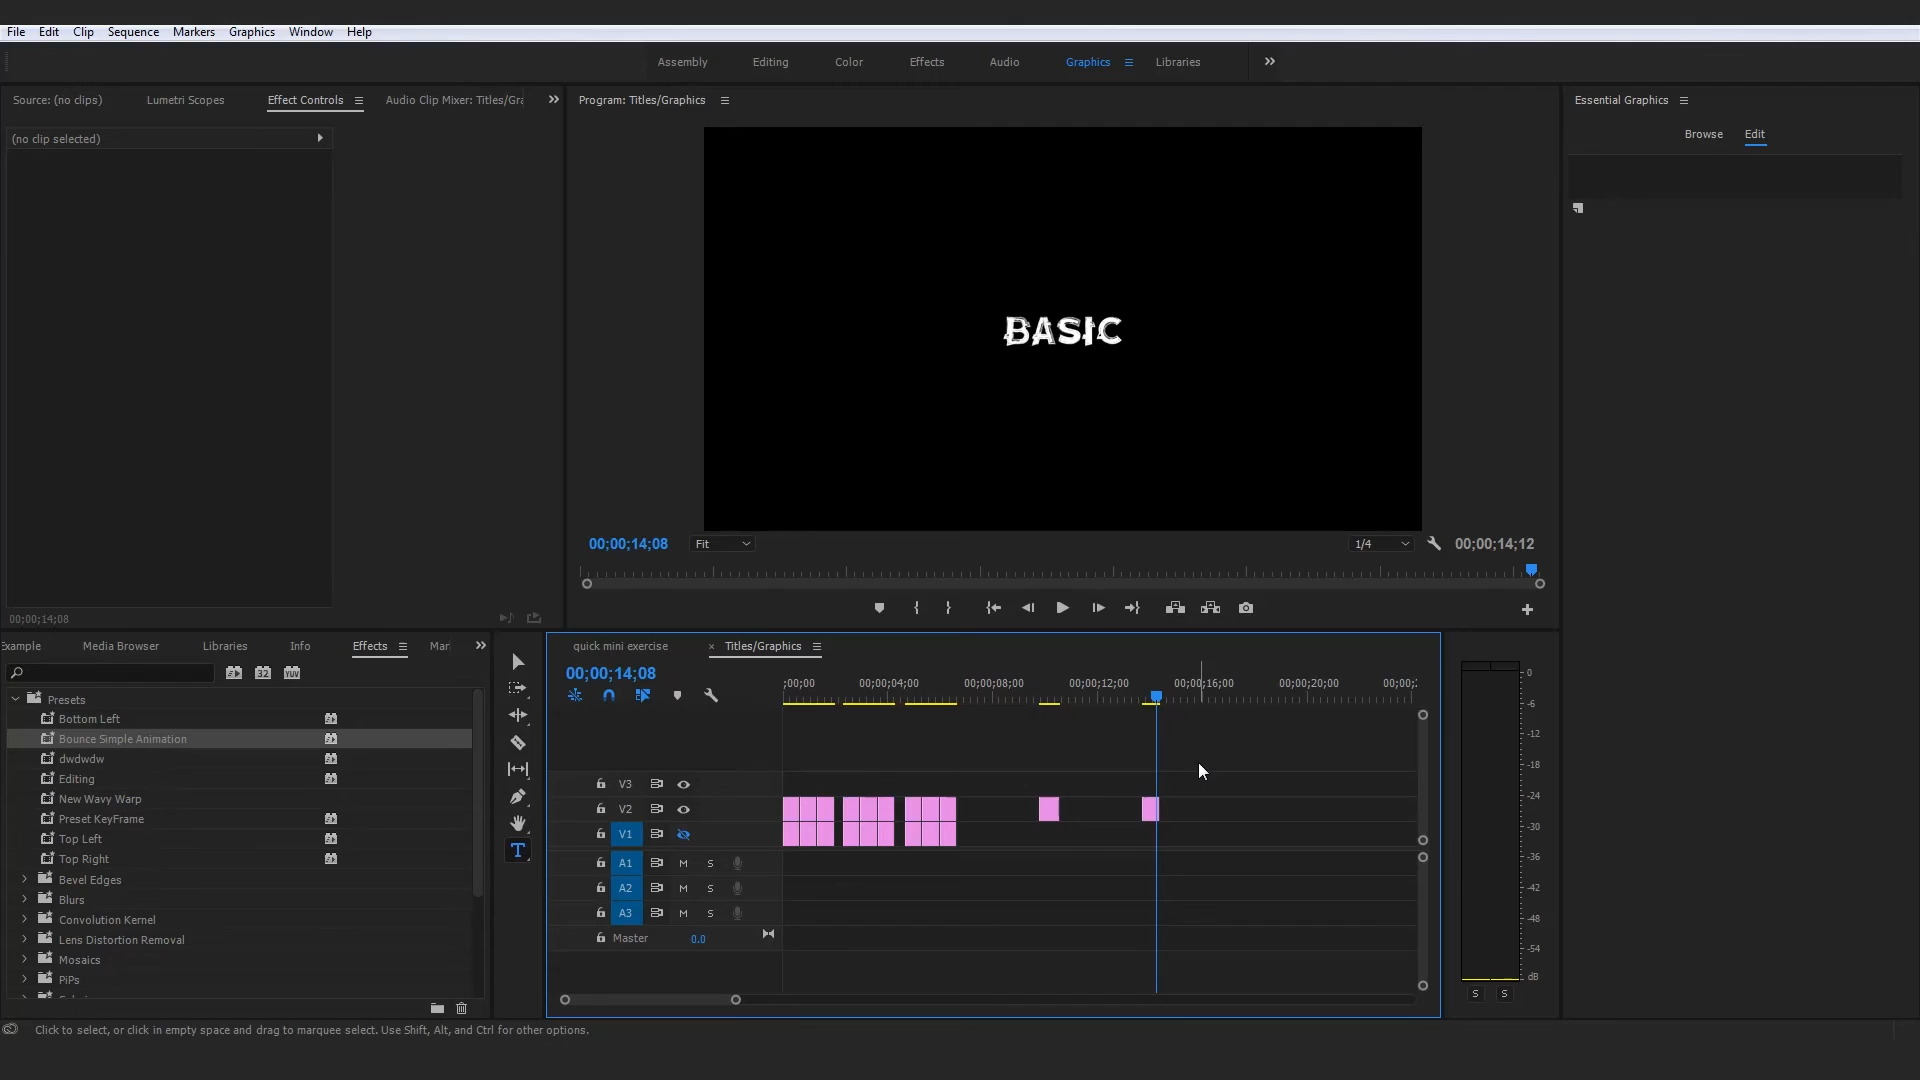 File Edit Clip Sequence Markers Graphics Window Help
Assembly Editing Color Effects Audio Graphics Libraries
Source: (no clips) Lumetri Scopes Effect Controls Audio Clip Mixer: Titles/Gra
(no clip selected)
00;00;14;08
Program: Titles/Graphics
BASIC
00;00;14;08 Fit 1/4 00;00;14;12
Essential Graphics
Browse Edit
Example Media Browser Libraries Info Effects Mar
32 YUV
Presets
Bottom Left
Bounce Simple Animation
dwdwdw
Editing
New Wavy Warp
Preset KeyFrame
Top Left
Top Right
Bevel Edges
Blurs
Convolution Kernel
Lens Distortion Removal
Mosaics
PiPs
T
quick mini exercise × Titles/Graphics
00;00;14;08
;00;00 00;00;04;00 00;00;08;00 00;00;12;00 00;00;16;00 00;00;20;00 00;00;2
V3
V2
V1
A1 M S
A2 M S
A3 M S
Master 0.0
0
-6
-12
-18
-24
-30
-36
-42
-48
-54
dB
S S
Click to select, or click in empty space and drag to marquee select. Use Shift, Alt, and Ctrl for other options.